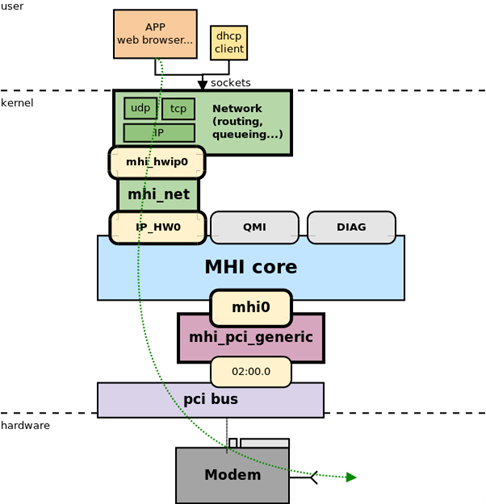 user
APP
web browser...
dhcp
client
sockets
kernel
udp
tcp
IP
Network
(routing,
queueing...)
mhi_hwip0
mhi_net
IP_HW0
QMI
DIAG
MHI core
mhi0
mhi_pci_generic
02:00.0
pci bus
hardware
Modem